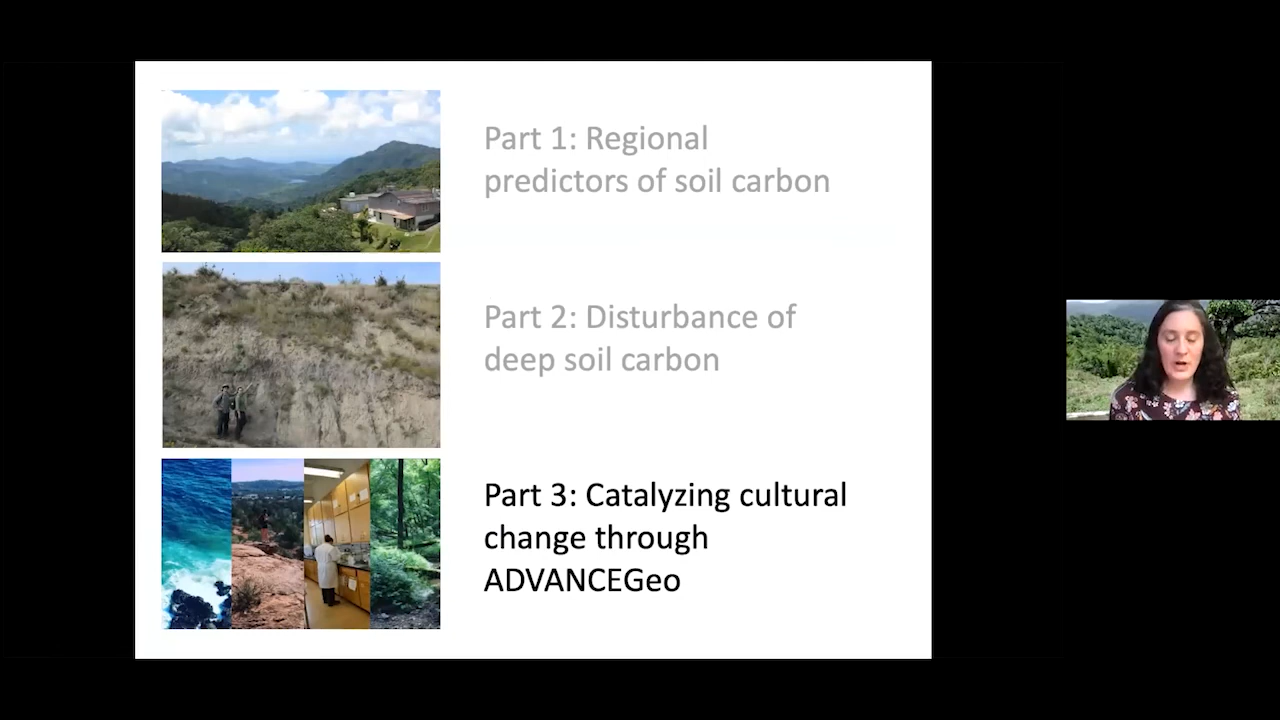 Part 1: Regional
predictors of soil carbon
Part 2: Disturbance of
deep soil carbon
Part 3: Catalyzing cultural
change through
ADVANCEGeo